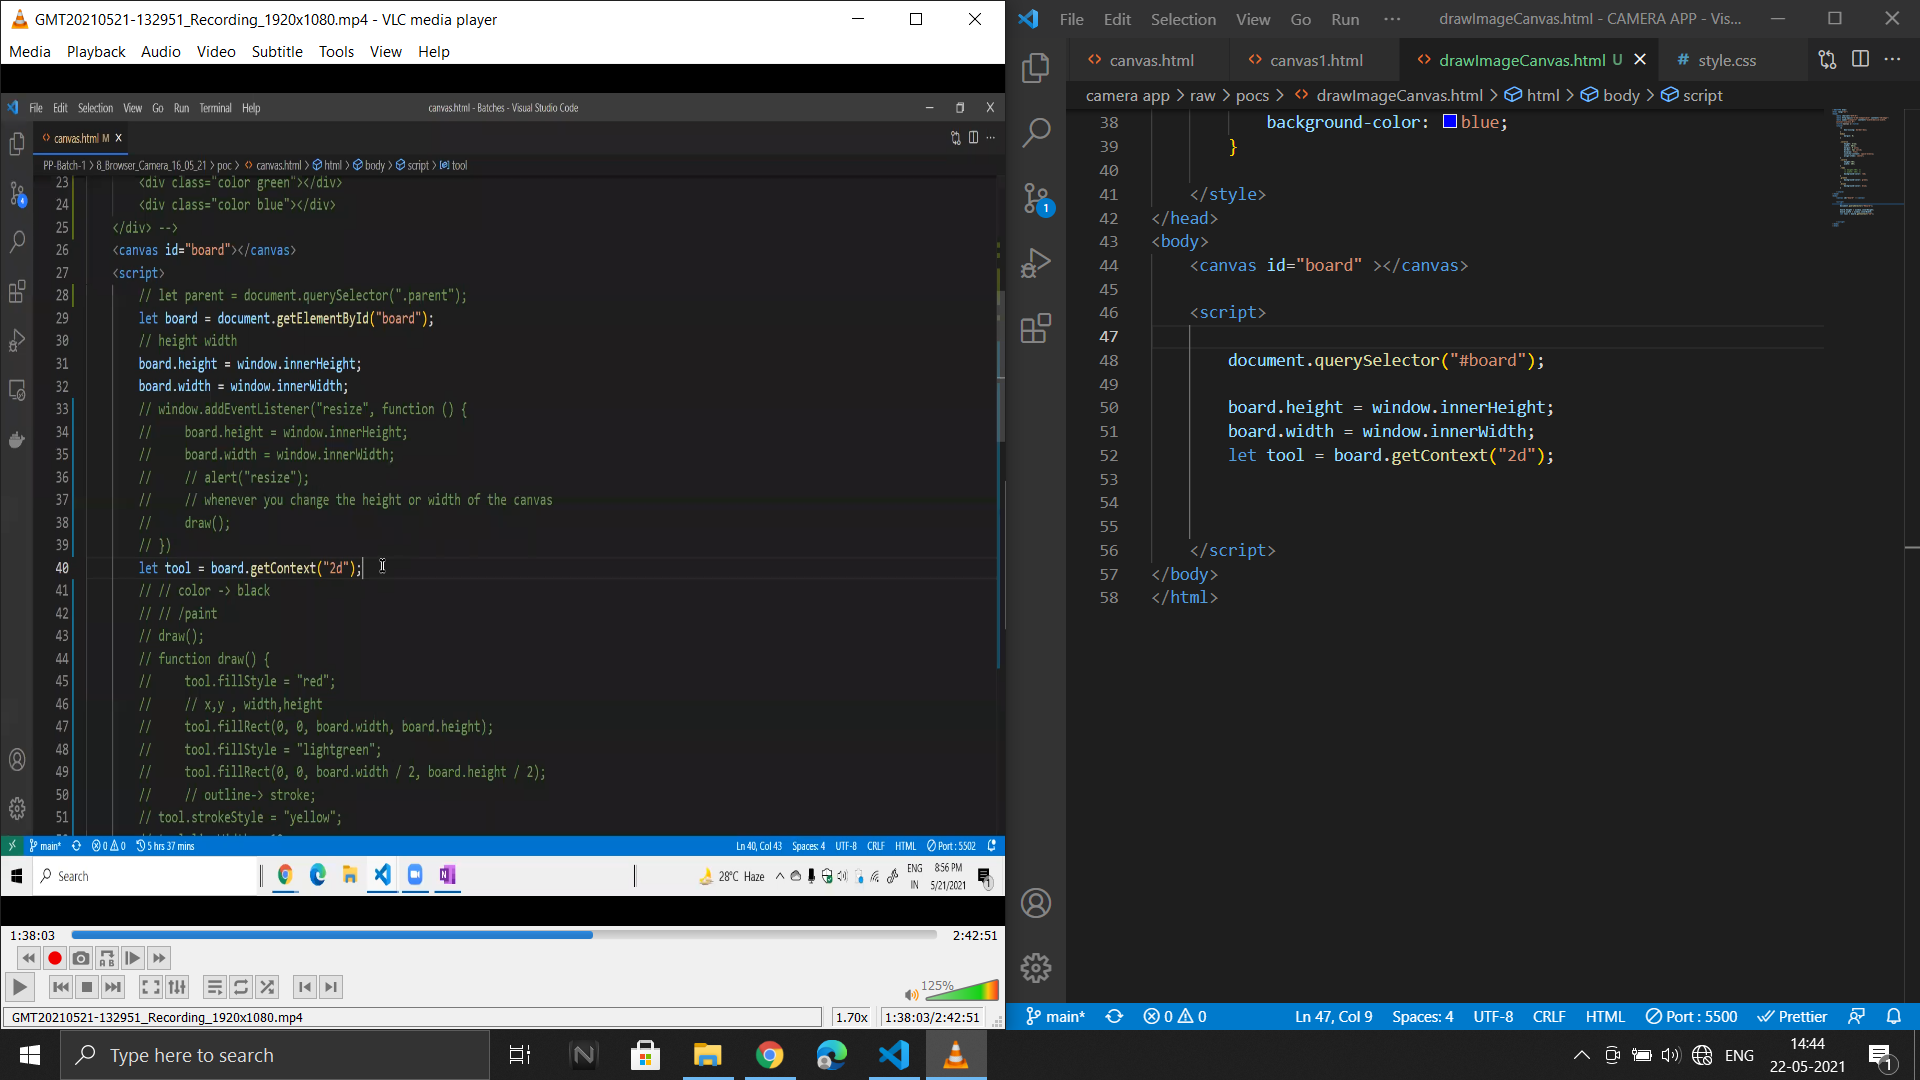 GMT20210521-132951_Recording_1920x1080.mp4 - VLC media player
Media Playback Audio Video Subtitle Tools View Help
File Edit Selection View Go Run Terminal Help
canvas.html - Batches - Visual Studio Code
canvas.html M
PP-Batch-1 > 8_Browser_Camera_16_05_21 > poc > canvas.html > html > body > script > tool
23 <div class="color green"></div>
24 <div class="color blue"></div>
25 </div> -->
26 <canvas id="board"></canvas>
27 <script>
28 // let parent = document.querySelector(".parent");
29 let board = document.getElementById("board");
30 // height width
31 board.height = window.innerHeight;
32 board.width = window.innerWidth;
33 // window.addEventListener("resize", function () {
34 // board.height = window.innerHeight;
35 // board.width = window.innerWidth;
36 // // alert("resize");
37 // // whenever you change the height or width of the canvas
38 // draw();
39 // })
40 let tool = board.getContext("2d");
41 // // color -> black
42 // // /paint
43 // draw();
44 // function draw() {
45 // tool.fillStyle = "red";
46 // // x,y , width,height
47 // tool.fillRect(0, 0, board.width, board.height);
48 // tool.fillStyle = "lightgreen";
49 // tool.fillRect(0, 0, board.width / 2, board.height / 2);
50 // // outline-> stroke;
51 // tool.strokeStyle = "yellow";
main* 0 0 5 hrs 37 mins
Ln 40, Col 43 Spaces: 4 UTF-8 CRLF HTML Port : 5502
Search
28°C Haze
ENG
IN
8:56 PM
5/21/2021
1
1:38:03
2:42:51
125%
GMT20210521-132951_Recording_1920x1080.mp4
1.70x
1:38:03/2:42:51
File Edit Selection View Go Run ···
drawImageCanvas.html - CAMERA APP - Vis...
canvas.html
canvas1.html
drawImageCanvas.html U
# style.css
camera app > raw > pocs > drawImageCanvas.html > html > body > script
38 background-color: blue;
39 }
40
41 </style>
42 </head>
43 <body>
44 <canvas id="board" ></canvas>
45
46 <script>
47
48 document.querySelector("#board");
49
50 board.height = window.innerHeight;
51 board.width = window.innerWidth;
52 let tool = board.getContext("2d");
53
54
55
56 </script>
57 </body>
58 </html>
1
main* 0 0
Ln 47, Col 9 Spaces: 4 UTF-8 CRLF HTML Port : 5500 Prettier
Type here to search
N
ENG
14:44
22-05-2021
1